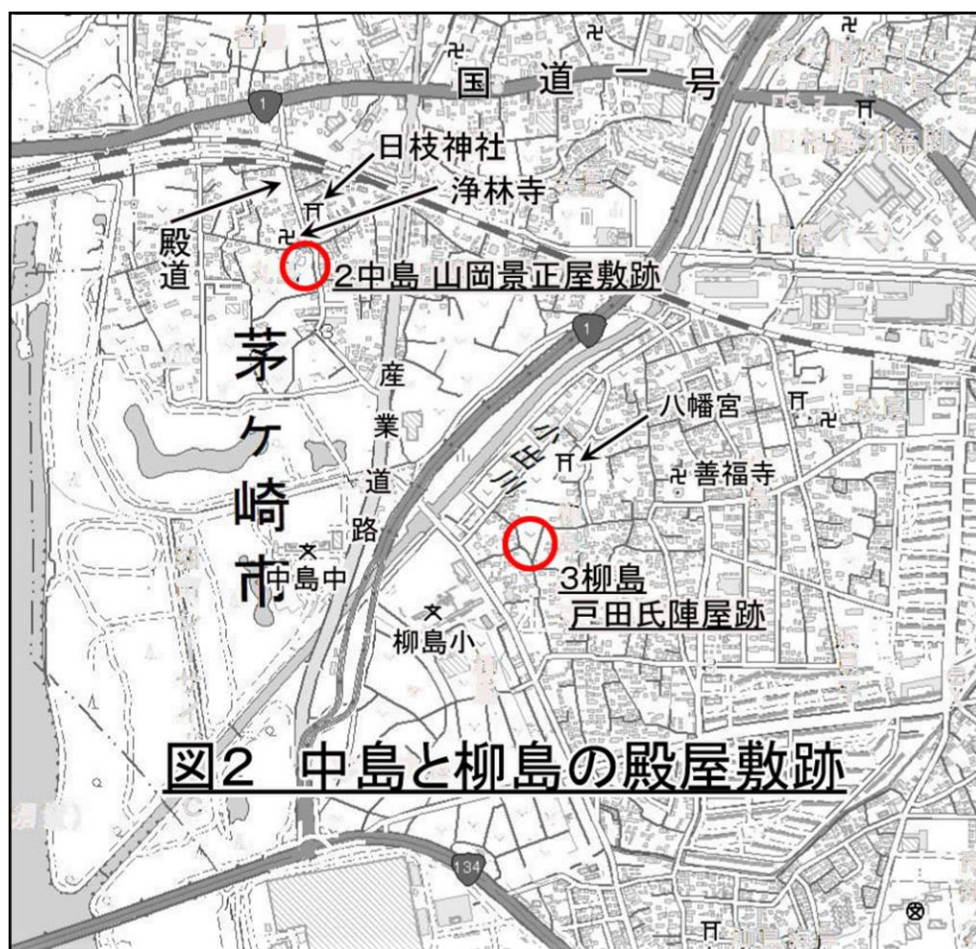 国道一号
1
日枝神社
浄林寺
殿道
2中島 山岡景正屋敷跡
1
茅ヶ崎市
産業道路
八幡宮
小出川
善福寺
中島中
3柳島
戸田氏陣屋跡
柳島小
図2 中島と柳島の殿屋敷跡
134